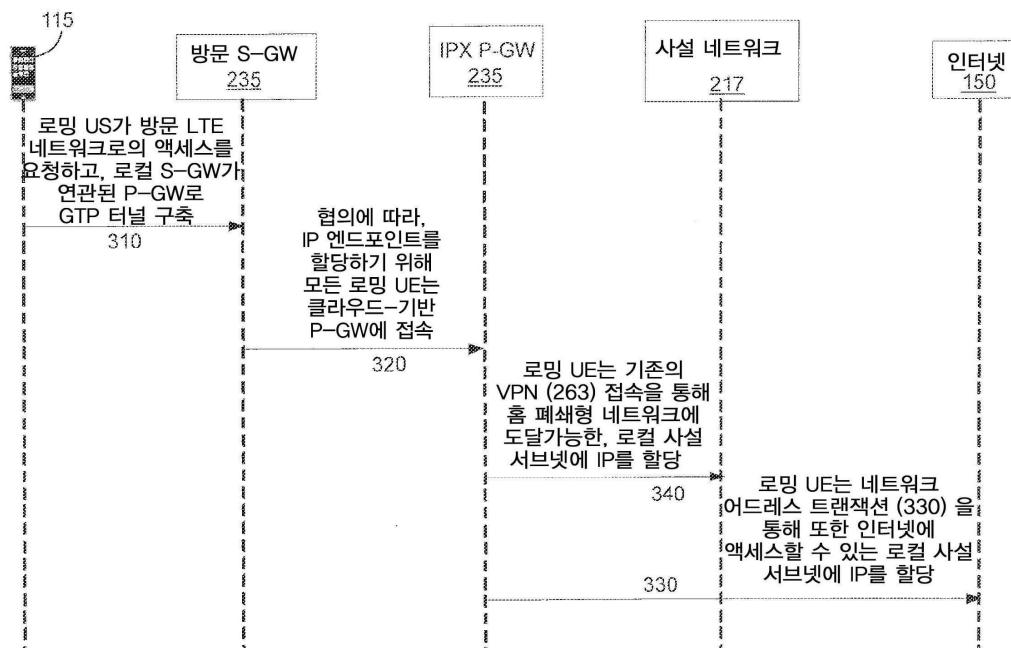 115
방문 S-GW
235
IPX P-GW
235
사설 네트워크
217
인터넷
150
로밍 US가 방문 LTE
네트워크로의 액세스를
요청하고, 로컬 S-GW가
연관된 P-GW로
GTP 터널 구축
310
협의에 따라,
IP 엔드포인트를
할당하기 위해
모든 로밍 UE는
클라우드-기반
P-GW에 접속
320
로밍 UE는 기존의
VPN (263) 접속을 통해
홈 폐쇄형 네트워크에
도달가능한, 로컬 사설
서브넷에 IP를 할당
340
로밍 UE는 네트워크
어드레스 트랜잭션 (330) 을
통해 또한 인터넷에
액세스할 수 있는 로컬 사설
서브넷에 IP를 할당
330